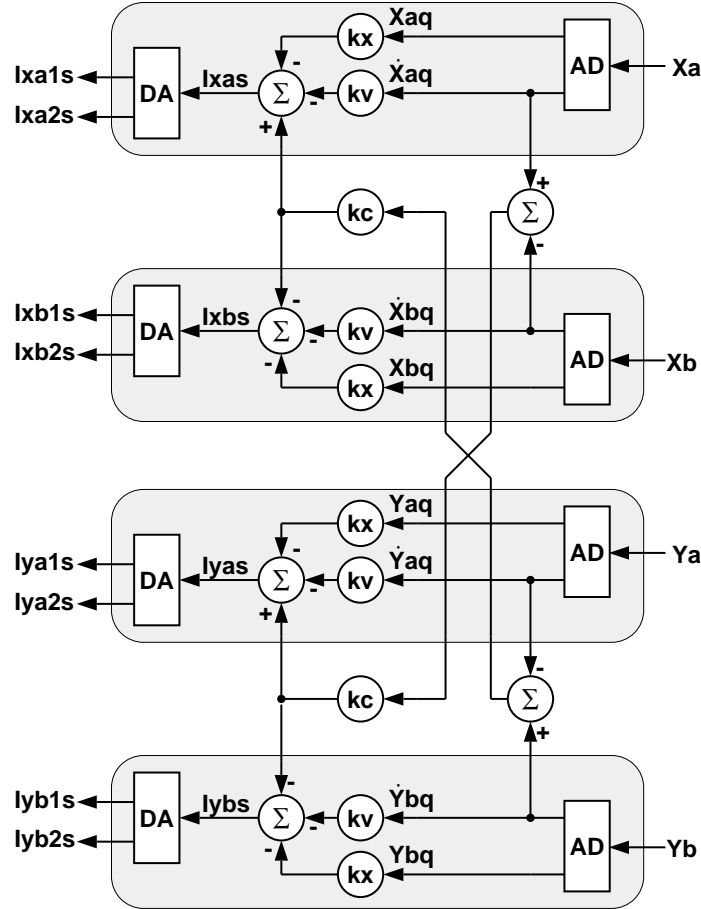 kx Xaq
Ixa1s AD Xa
- 
DA Ixas Σ - kv Ẋaq
Ixa2s
+
+
kc Σ
-
-
Ixb1s
DA Ixbs Σ - kv Ẋbq
Ixb2s AD Xb
-
kx Xbq
kx Yaq
Iya1s AD Ya
-
DA Iyas Σ - kv Ẏaq
Iya2s
+
-
kc Σ
+
-
Iyb1s
DA Iybs Σ - kv Ẏbq
Iyb2s AD Yb
-
kx Ybq